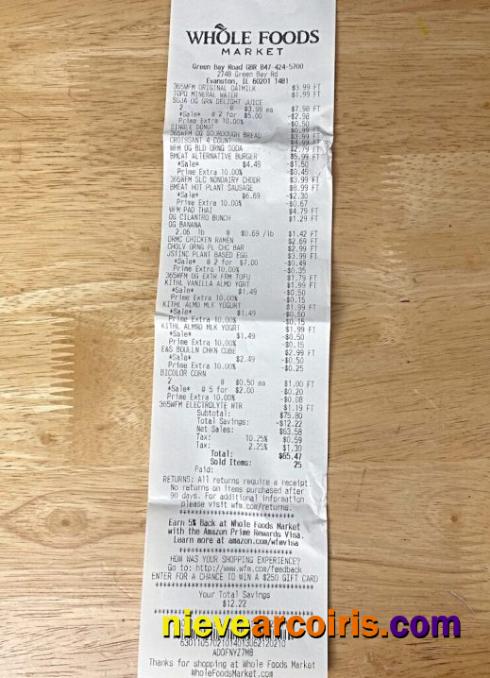 WHOLE FOODS
MARKET
Green Bay Road GBR 847-424-5700
2748 Green Bay Rd
Evanston, IL 60201 1481
365WFM ORIGINAL OATMILK $3.99 FT
TOPO MINERAL WATER $1.99 FT
SUJA OG GRN DELIGHT JUICE
2 @ $3.99 ea $7.98 FT
*Sale* @ 2 for $5.00 -$2.98
Prime Extra 10.00% -$0.50
SINGLE DONUT
365WFM OG SOURDOUGH BREAD
CROISSANT 4 COUNT
WFM OG BLD ORNG SODA
BMEAT ALTERNATIVE BURGER $5.99 FT
*Sale* $4.49 -$1.50
Prime Extra 10.00% -$0.45
365WFM SLC NONDAIRY CHDDR $3.99 FT
BMEAT HOT PLANT SAUSAGE $8.99 FT
*Sale* $6.69 -$2.30
Prime Extra 10.00% -$0.67
WFM PAD THAI $4.79 FT
OG CILANTRO BUNCH $1.29 FT
OG BANANA
2.06 lb @ $0.69 /lb $1.42 FT
DRMC CHICKEN RAMEN $2.69 FT
CHOLV ORNG PL CHC BAR $2.99 FT
JSTINC PLANT BASED EGG $3.99 FT
*Sale* @ 2 for $7.00 -$0.49
Prime Extra 10.00% -$0.35
365WFM OG EXTR FRM TOFU $1.79 FT
KITHL VANILLA ALMD YGRT $1.99 FT
*Sale* $1.49 -$0.50
Prime Extra 10.00% -$0.15
KITHL ALMD MLK YOGURT $1.99 FT
*Sale* $1.49 -$0.50
Prime Extra 10.00% -$0.15
KITHL ALMND MLK YOGRT $1.99 FT
*Sale* $1.49 -$0.50
Prime Extra 10.00% -$0.15
E&S BOULLN CHKN CUBE $2.99 FT
*Sale* $2.49 -$0.50
Prime Extra 10.00% -$0.25
BICOLOR CORN
2 @ $0.50 ea $1.00 FT
*Sale* @ 5 for $2.00 -$0.20
Prime Extra 10.00% -$0.08
365WFM ELECTROLYTE WTR $1.19 FT
Subtotal: $75.80
Total Savings: -$12.22
Net Sales: $63.58
Tax: 10.25% $0.59
Tax: 2.25% $1.30
Total: $65.47
Sold Items: 25
Paid:
RETURNS: All returns require a receipt.
No returns on items purchased after
90 days. For additional information
please visit wfm.com/returns.
Earn 5% Back at Whole Foods Market
with the Amazon Prime Rewards Visa.
Learn more at amazon.com/wfmvisa
HOW WAS YOUR SHOPPING EXPERIENCE?
Go to: http://www.wfm.com/feedback
ENTER FOR A CHANCE TO WIN A $250 GIFT CARD
Your Total Savings
$12.22
nievearcoiris.com
ADOFNYZ7MB
Thanks for shopping at Whole Foods Market
WholeFoodsMarket.com